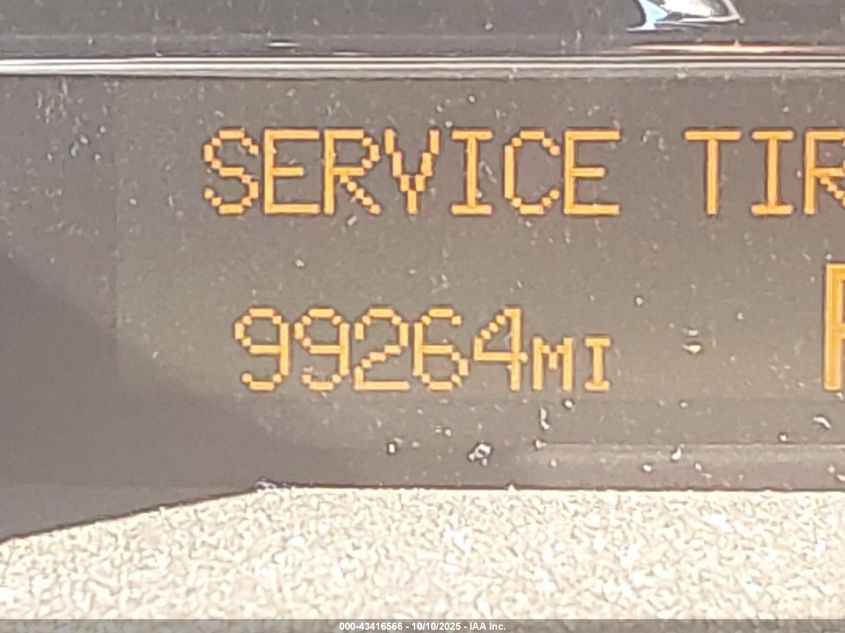 SERVICE TIR
99264MI
000-43416566 - 10/10/2025 - IAA Inc.